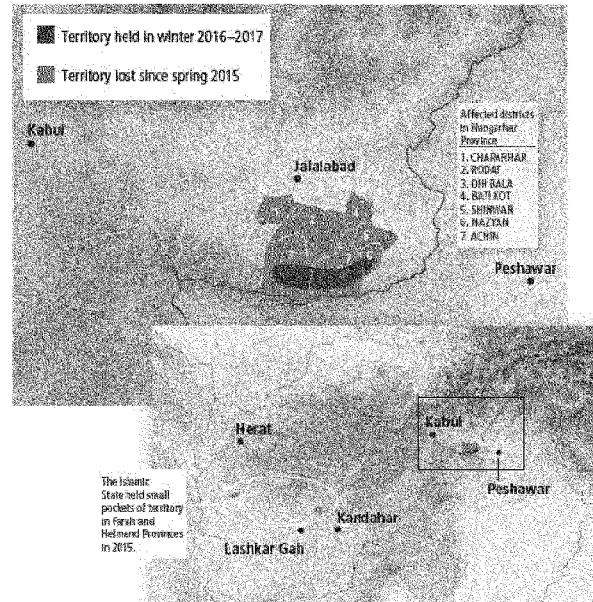 Territory held in winter 2016–2017
Territory lost since spring 2015
Kabul
Jalalabad
Affected districts
in Nangarhar
Province
1. CHAPARHAR
2. RODAT
3. DIH BALA
4. BATI KOT
5. SHINWAR
6. NAZYAN
7. ACHIN
Peshawar
Herat
Kabul
Peshawar
The Islamic
State held small
pockets of territory
in Farah and
Helmand Provinces
in 2015.
Kandahar
Lashkar Gah